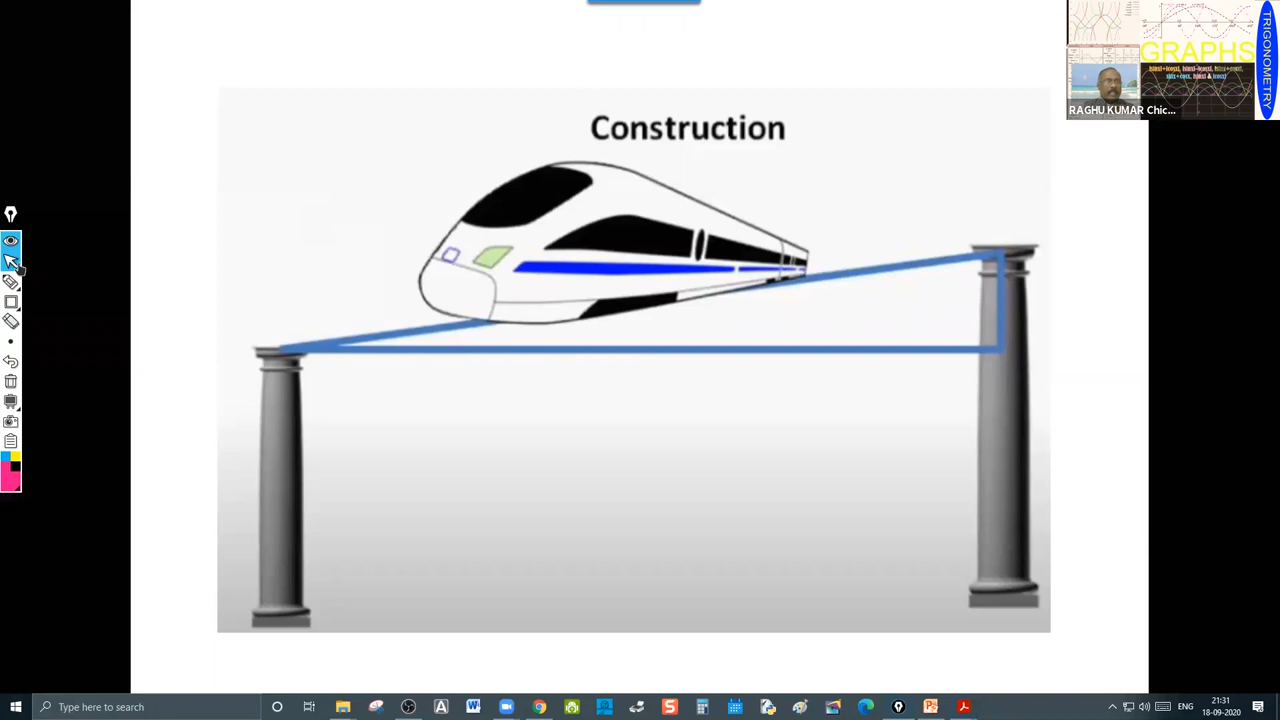 Construction
GRAPHS
TRIGONOMETRY
RAGHU KUMAR Chic...
Type here to search
ENG
21:31
18-09-2020